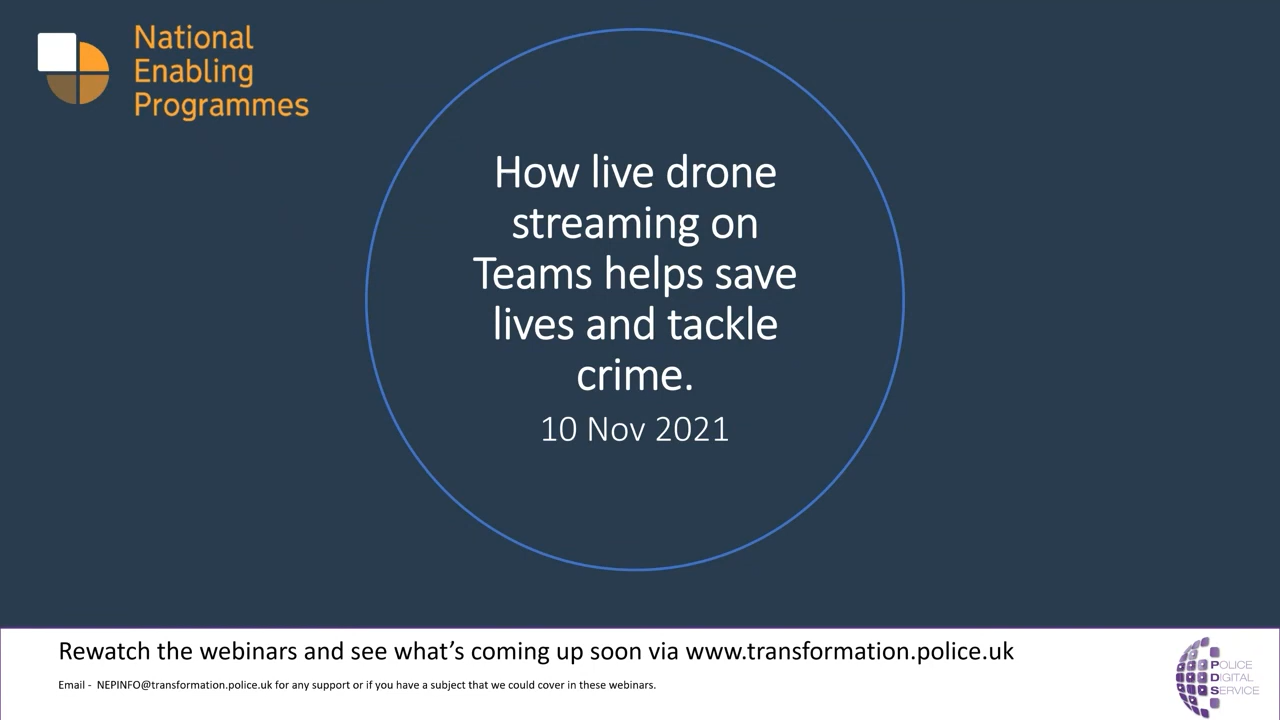 National
Enabling
Programmes
How live drone
streaming on
Teams helps save
lives and tackle
crime.
10 Nov 2021
Rewatch the webinars and see what's coming up soon via www.transformation.police.uk
Email - NEPINFO@transformation.police.uk for any support or if you have a subject that we could cover in these webinars.
POLICE
DIGITAL
SERVICE